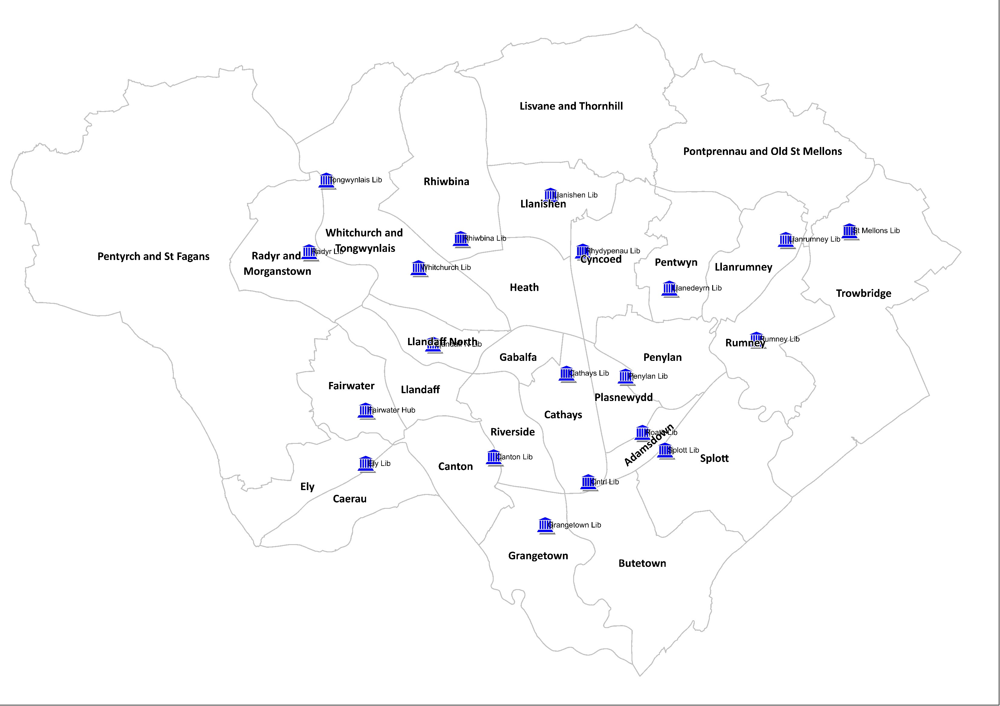 Lisvane and Thornhill
Pontprennau and Old St Mellons
Tongwynlais Lib
Rhiwbina
Llanishen Lib
Llanishen
St Mellons Lib
Whitchurch and
Tongwynlais
Rhiwbina Lib
Llanrumney Lib
Pentyrch and St Fagans
Radyr and
Morganstown
Radyr Lib
Rhydypenau Lib
Cyncoed
Pentwyn
Llanrumney
Whitchurch Lib
Heath
Llanedeyrn Lib
Trowbridge
Llandaff North
Llandaff N Lib
Rumney
Rumney Lib
Gabalfa
Penylan
Cathays Lib
Penylan Lib
Fairwater
Llandaff
Plasnewydd
Fairwater Hub
Cathays
Riverside
Roath Lib
Adamsdown
Splott Lib
Splott
Canton Lib
Ely Lib
Canton
Cntrl Lib
Ely
Caerau
Grangetown Lib
Grangetown
Butetown